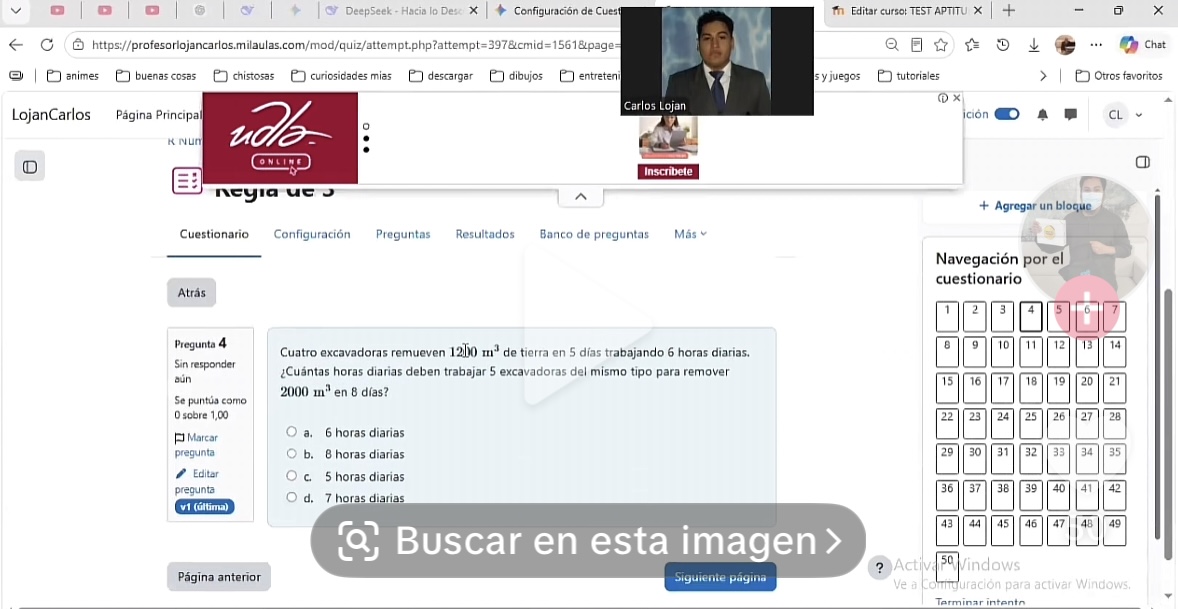 DeepSeek - Hacia lo Desc
Configuración de Cuest
Editar curso: TEST APTITU
https://profesorlojancarlos.milaulas.com/mod/quiz/attempt.php?attempt=397&cmid=1561&page=
Chat
animes
buenas cosas
chistosas
curiosidades mias
descargar
dibujos
entreteni
s y juegos
tutoriales
Otros favoritos
Carlos Lojan
LojanCarlos
Página Principal
ición
CL
udla
ONLINE
Inscríbete
R Num
Regla de 3
Agregar un bloque
Cuestionario
Configuración
Preguntas
Resultados
Banco de preguntas
Más
Atrás
Pregunta 4
Sin responder
aún
Se puntúa como
0 sobre 1,00
Marcar
pregunta
Editar
pregunta
v1 (última)
Cuatro excavadoras remueven 1200 m³ de tierra en 5 días trabajando 6 horas diarias.
¿Cuántas horas diarias deben trabajar 5 excavadoras del mismo tipo para remover
2000 m³ en 8 días?
a. 6 horas diarias
b. 8 horas diarias
c. 5 horas diarias
d. 7 horas diarias
Buscar en esta imagen
Página anterior
Siguiente página
Navegación por el
cuestionario
1 2 3 4 5 6 7
8 9 10 11 12 13 14
15 16 17 18 19 20 21
22 23 24 25 26 27 28
29 30 31 32 33 34 35
36 37 38 39 40 41 42
43 44 45 46 47 48 49
50
?
Activar Windows
Ve a Configuración para activar Windows.
Terminar intento